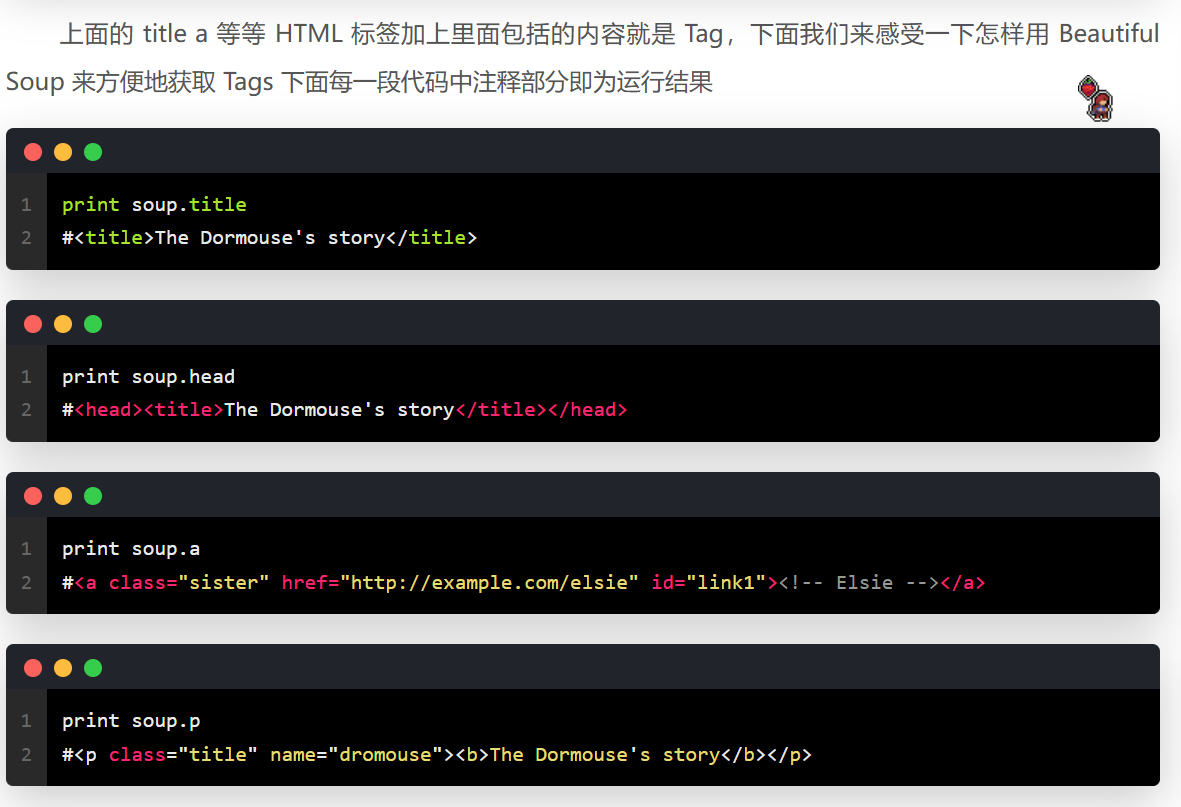 上面的 title a 等等 HTML 标签加上里面包括的内容就是 Tag，下面我们来感受一下怎样用 Beautiful
Soup 来方便地获取 Tags 下面每一段代码中注释部分即为运行结果
1 print soup.title
2 #<title>The Dormouse's story</title>
1 print soup.head
2 #<head><title>The Dormouse's story</title></head>
1 print soup.a
2 #<a class="sister" href="http://example.com/elsie" id="link1"><!-- Elsie --></a>
1 print soup.p
2 #<p class="title" name="dromouse"><b>The Dormouse's story</b></p>